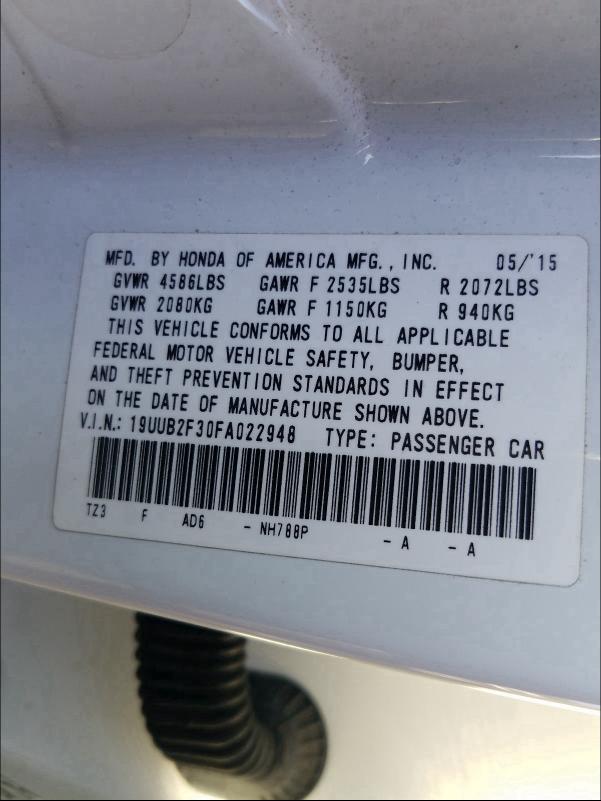 MFD. BY HONDA OF AMERICA MFG., INC. 05/'15
GVWR 4586LBS GAWR F 2535LBS R 2072LBS
GVWR 2080KG GAWR F 1150KG R 940KG
THIS VEHICLE CONFORMS TO ALL APPLICABLE
FEDERAL MOTOR VEHICLE SAFETY, BUMPER,
AND THEFT PREVENTION STANDARDS IN EFFECT
ON THE DATE OF MANUFACTURE SHOWN ABOVE.
V.I.N.: 19UUB2F30FA022948 TYPE: PASSENGER CAR
TZ3 F AD6 - NH788P - A - A